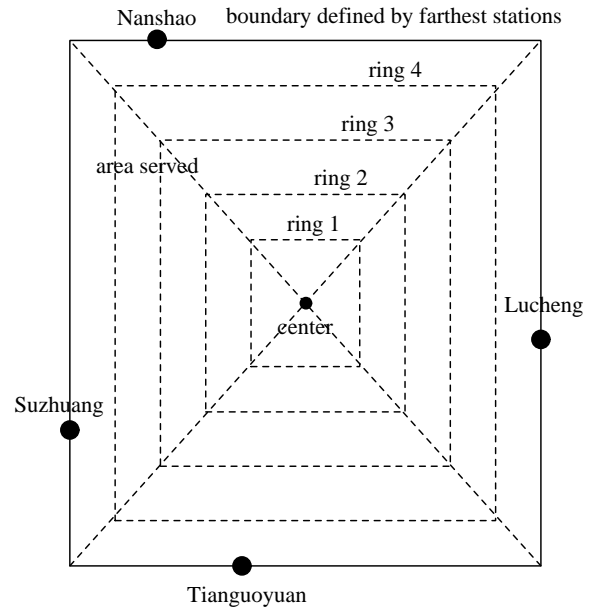 Nanshao
boundary defined by farthest stations
ring 4
ring 3
area served
ring 2
ring 1
Lucheng
center
Suzhuang
Tianguoyuan